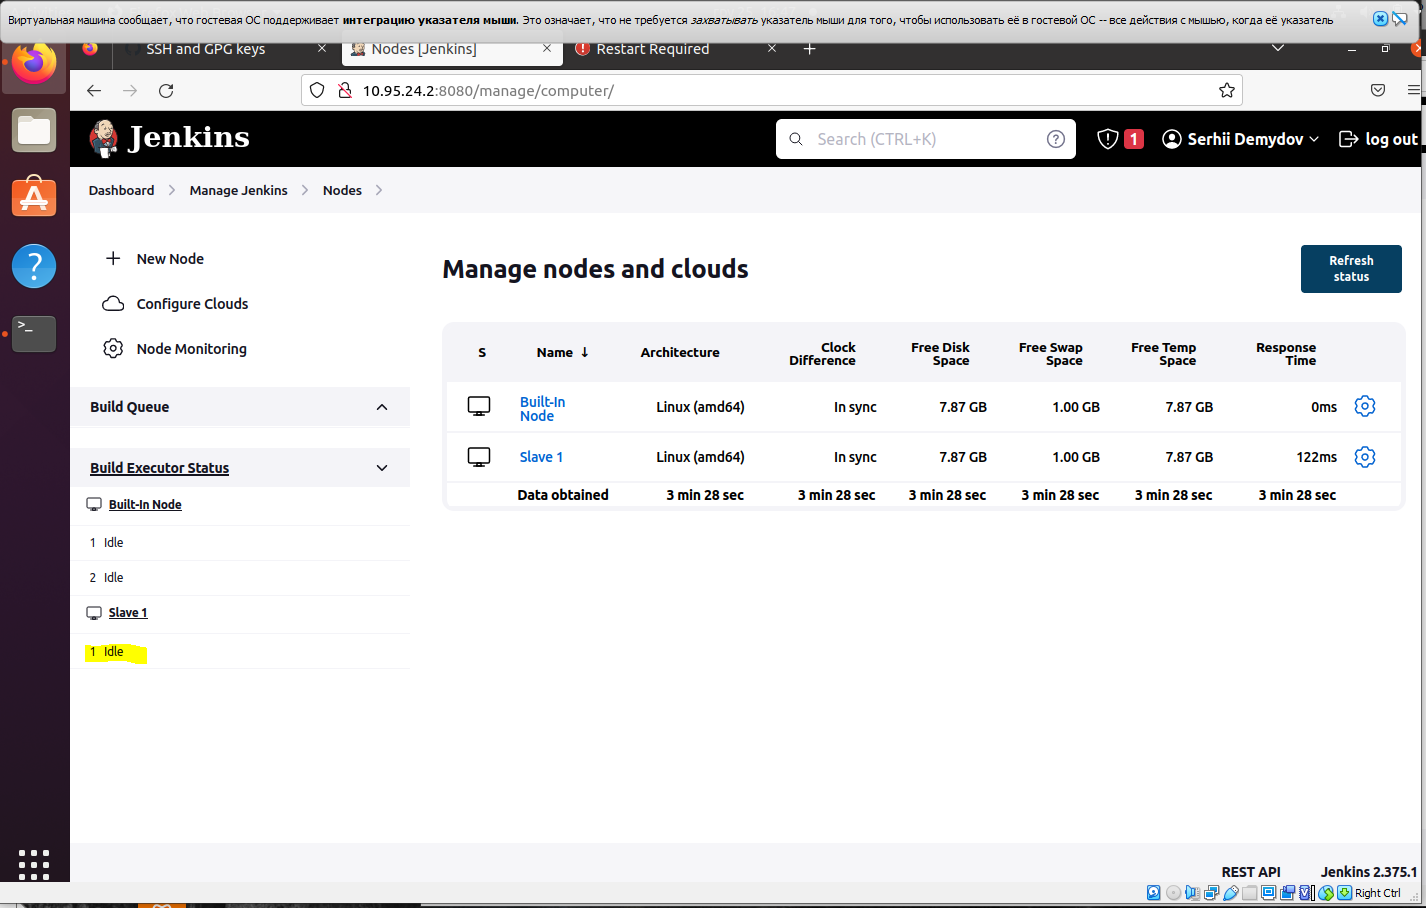 Виртуальная машина сообщает, что гостевая ОС поддерживает интеграцию указателя мыши. Это означает, что не требуется захватывать указатель мыши для того, чтобы использовать её в гостевой ОС -- все действия с мышью, когда её указатель
SSH and GPG keys
Nodes [Jenkins]
Restart Required
10.95.24.2:8080/manage/computer/
Jenkins
Search (CTRL+K)
1
Serhii Demydov
log out
Dashboard
Manage Jenkins
Nodes
New Node
Configure Clouds
Node Monitoring
Build Queue
Build Executor Status
Built-In Node
1 Idle
2 Idle
Slave 1
1 Idle
Manage nodes and clouds
Refresh
status
S Name ↓ Architecture Clock Difference Free Disk Space Free Swap Space Free Temp Space Response Time
Built-In Node Linux (amd64) In sync 7.87 GB 1.00 GB 7.87 GB 0ms
Slave 1 Linux (amd64) In sync 7.87 GB 1.00 GB 7.87 GB 122ms
Data obtained 3 min 28 sec 3 min 28 sec 3 min 28 sec 3 min 28 sec 3 min 28 sec 3 min 28 sec
REST API
Jenkins 2.375.1
Right Ctrl